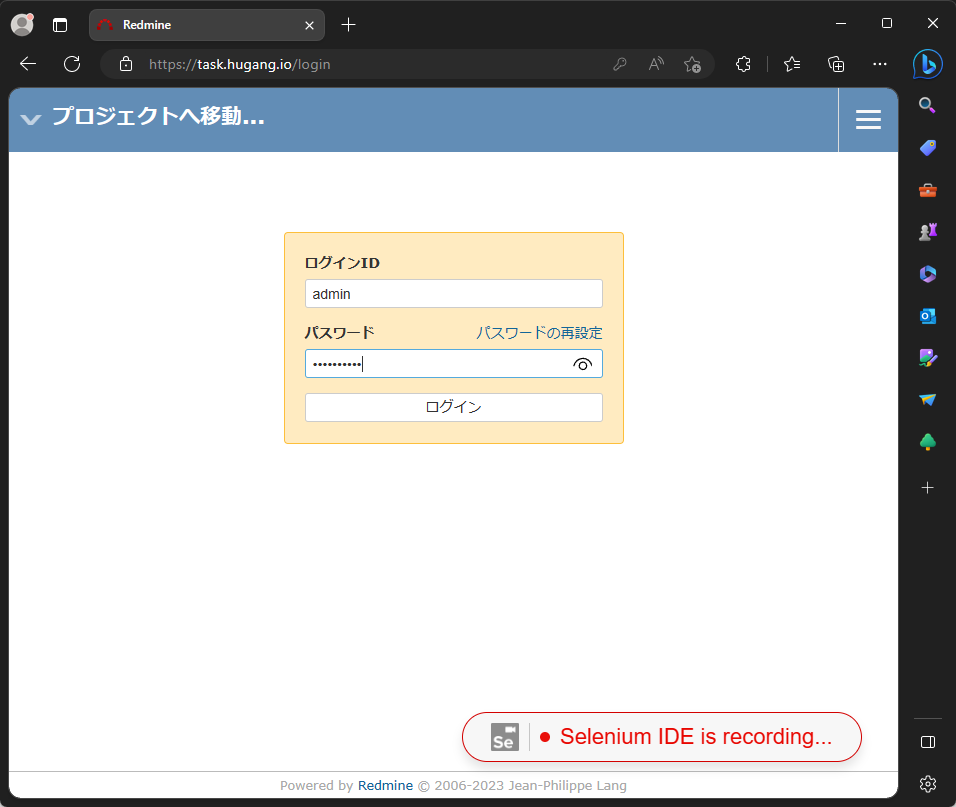 Redmine
https://task.hugang.io/login
プロジェクトへ移動...
ログインID
admin
パスワード パスワードの再設定
••••••••••
ログイン
Se Selenium IDE is recording...
Powered by Redmine © 2006-2023 Jean-Philippe Lang